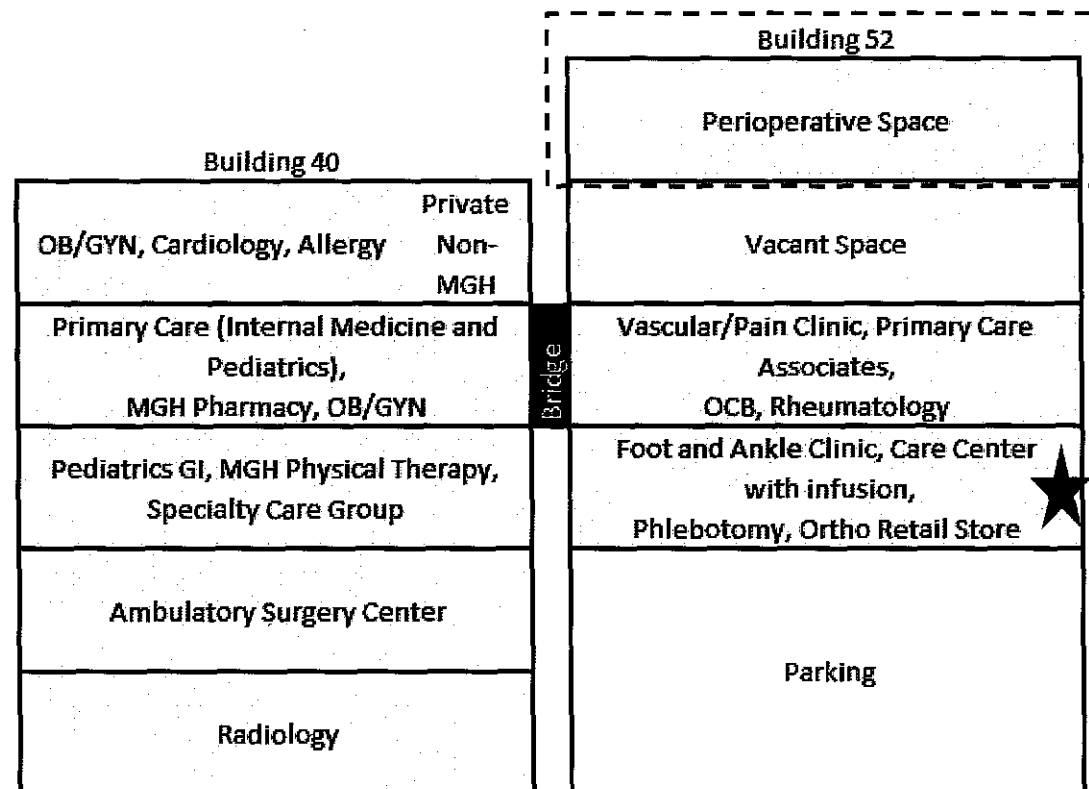 Building 52
Perioperative Space
Building 40
OB/GYN, Cardiology, Allergy
Private
Non-
MGH
Vacant Space
Primary Care (Internal Medicine and
Pediatrics),
MGH Pharmacy, OB/GYN
Bridge
Vascular/Pain Clinic, Primary Care
Associates,
OCB, Rheumatology
Pediatrics GI, MGH Physical Therapy,
Specialty Care Group
Foot and Ankle Clinic, Care Center
with infusion,
Phlebotomy, Ortho Retail Store
Ambulatory Surgery Center
Parking
Radiology